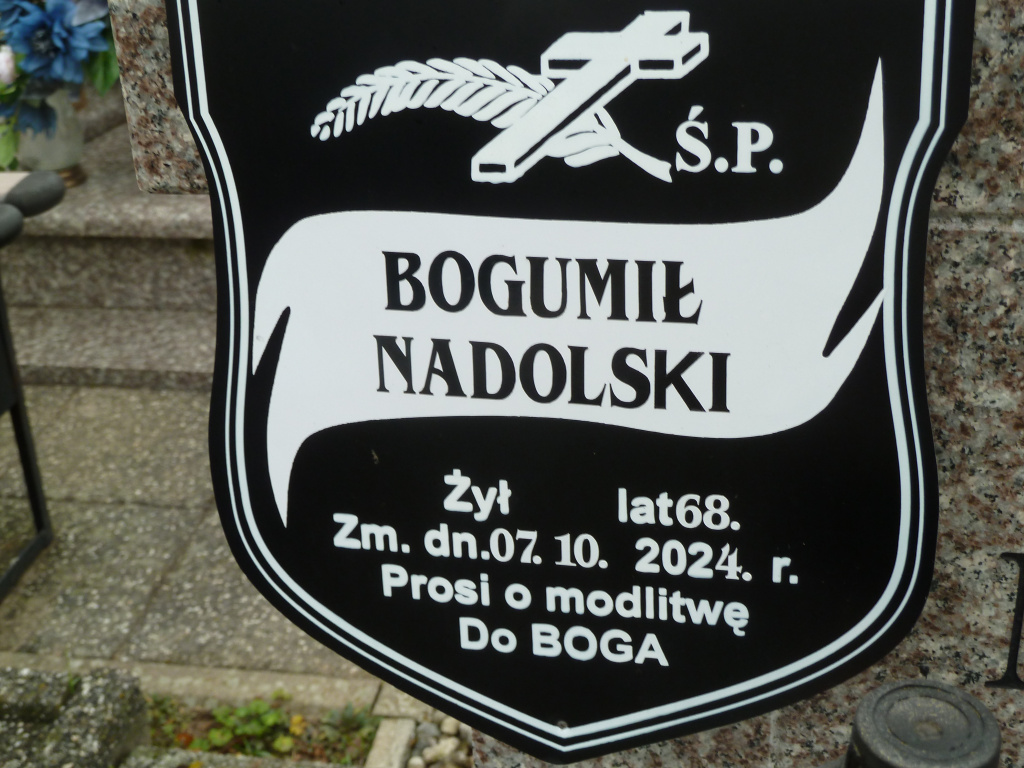 Ś.P.
BOGUMIŁ
NADOLSKI
Żył lat68.
Zm. dn.07. 10. 2024. r.
Prosi o modlitwę
Do BOGA